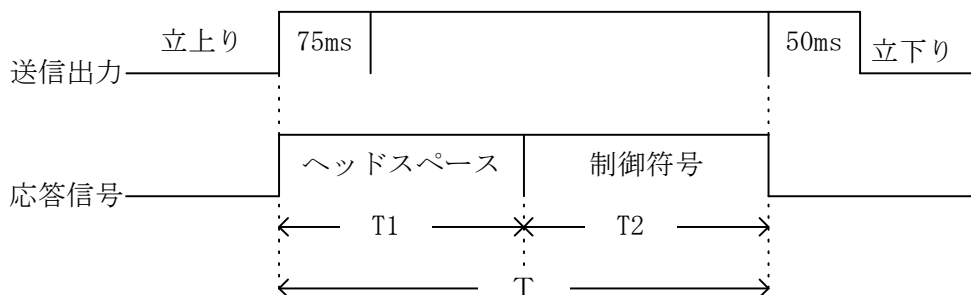 立上り
75ms
50ms
立下り
送信出力
ヘッドスペース
制御符号
応答信号
T1
T2
T